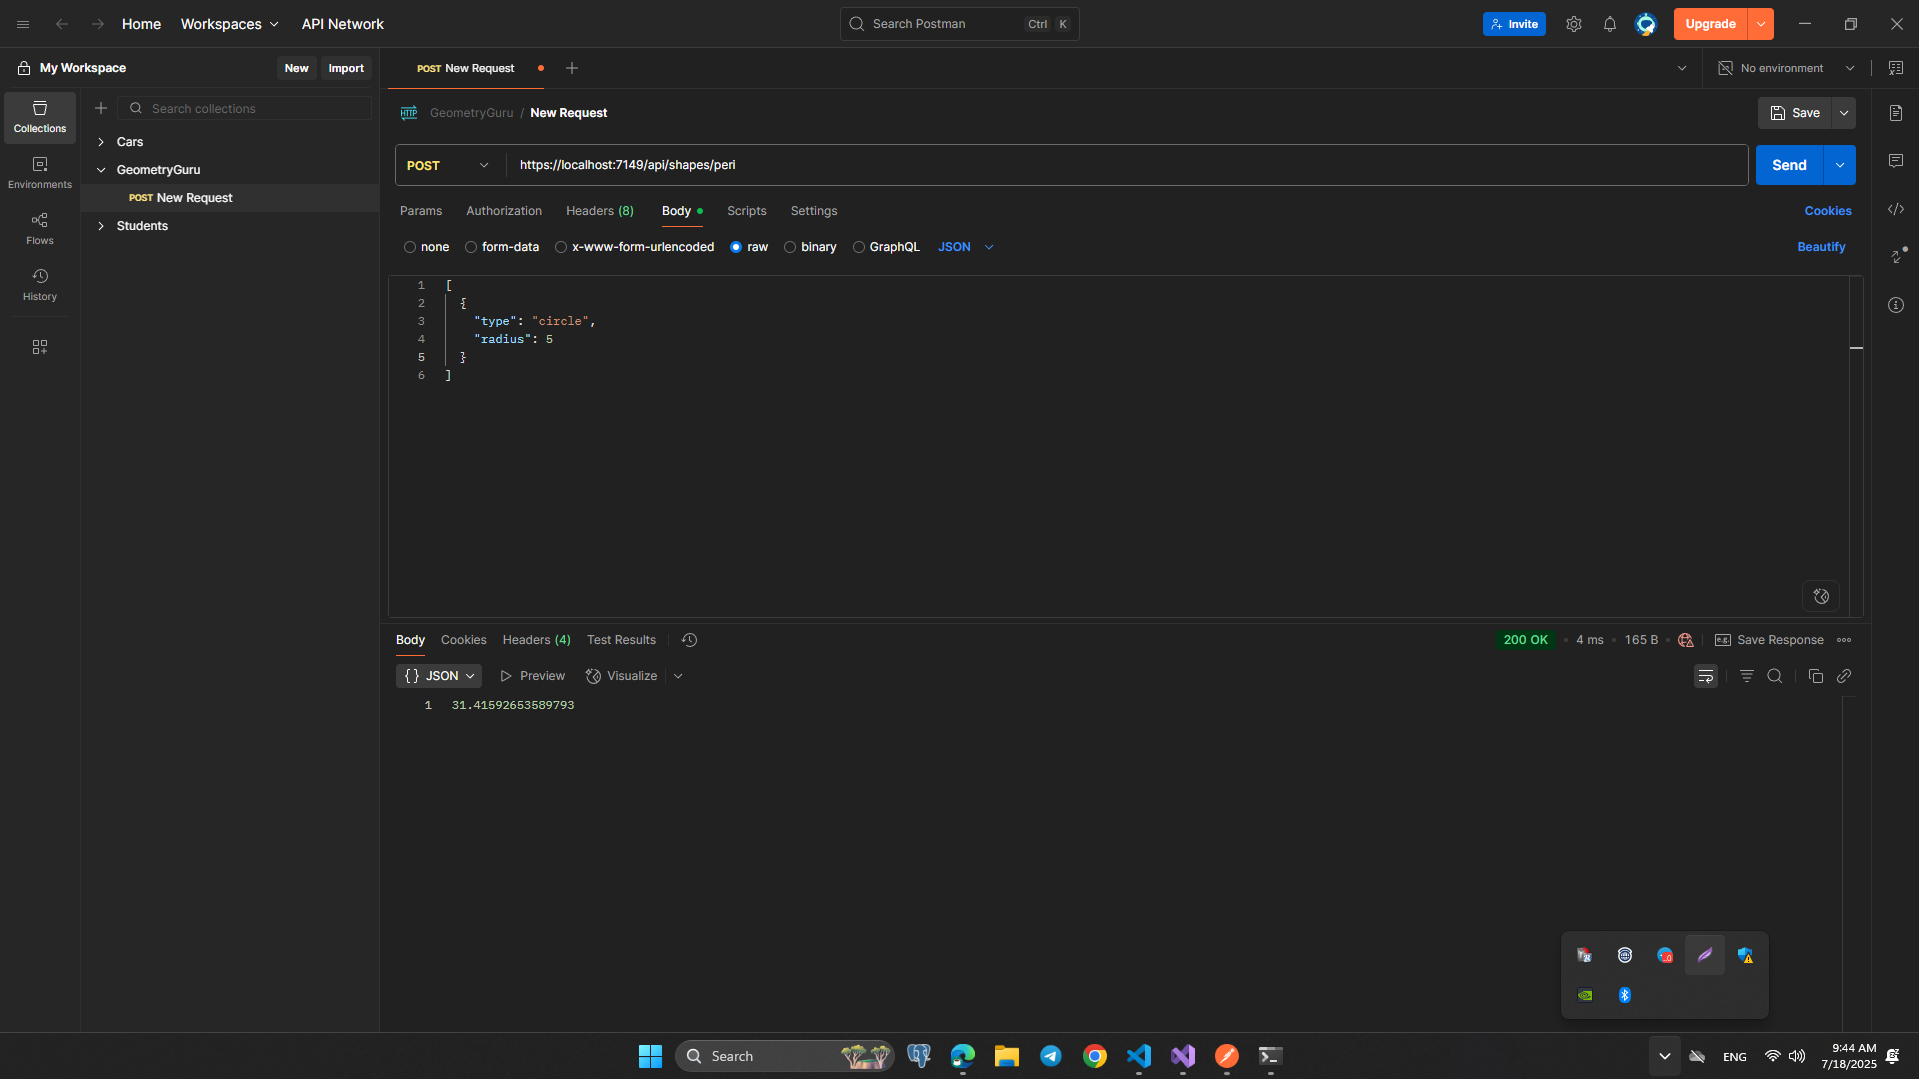 Home
Workspaces
API Network
Search Postman
Ctrl K
Invite
Upgrade
My Workspace
New
Import
POST New Request
No environment
Collections
Environments
Flows
History
Search collections
Cars
GeometryGuru
POST New Request
Students
HTTP
GeometryGuru / New Request
Save
POST
https://localhost:7149/api/shapes/peri
Send
Params
Authorization
Headers (8)
Body
Scripts
Settings
Cookies
none
form-data
x-www-form-urlencoded
raw
binary
GraphQL
JSON
Beautify
1 [
2 {
3 "type": "circle",
4 "radius": 5
5 }
6 ]
Body
Cookies
Headers (4)
Test Results
200 OK
4 ms
165 B
e.g.
Save Response
{} JSON
Preview
Visualize
1 31.41592653589793
Search
ENG
9:44 AM
7/18/2025